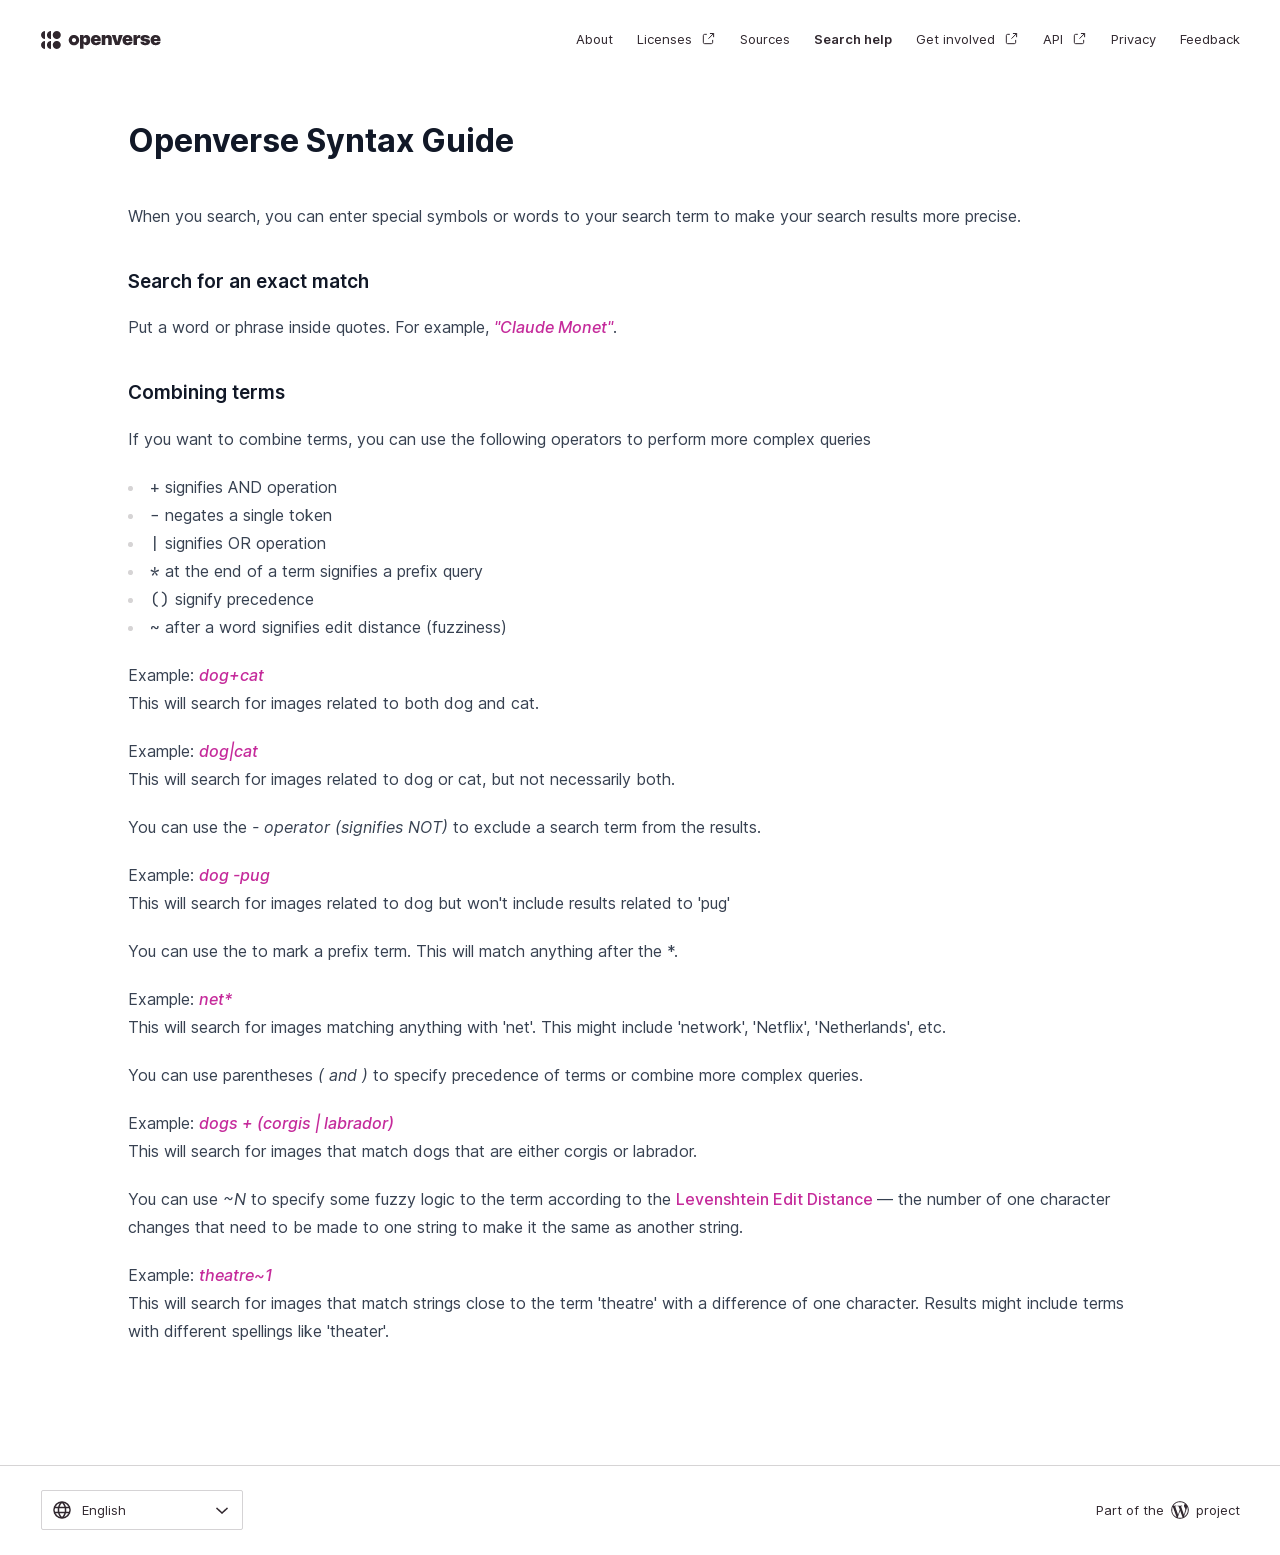 openverse
About Licenses Sources Search help Get involved API Privacy Feedback
Openverse Syntax Guide
When you search, you can enter special symbols or words to your search term to make your search results more precise.
Search for an exact match
Put a word or phrase inside quotes. For example, "Claude Monet".
Combining terms
If you want to combine terms, you can use the following operators to perform more complex queries
+ signifies AND operation
- negates a single token
| signifies OR operation
* at the end of a term signifies a prefix query
() signify precedence
~ after a word signifies edit distance (fuzziness)
Example: dog+cat
This will search for images related to both dog and cat.
Example: dog|cat
This will search for images related to dog or cat, but not necessarily both.
You can use the - operator (signifies NOT) to exclude a search term from the results.
Example: dog -pug
This will search for images related to dog but won't include results related to 'pug'
You can use the to mark a prefix term. This will match anything after the *.
Example: net*
This will search for images matching anything with 'net'. This might include 'network', 'Netflix', 'Netherlands', etc.
You can use parentheses ( and ) to specify precedence of terms or combine more complex queries.
Example: dogs + (corgis | labrador)
This will search for images that match dogs that are either corgis or labrador.
You can use ~N to specify some fuzzy logic to the term according to the Levenshtein Edit Distance — the number of one character
changes that need to be made to one string to make it the same as another string.
Example: theatre~1
This will search for images that match strings close to the term 'theatre' with a difference of one character. Results might include terms
with different spellings like 'theater'.
English
Part of the project